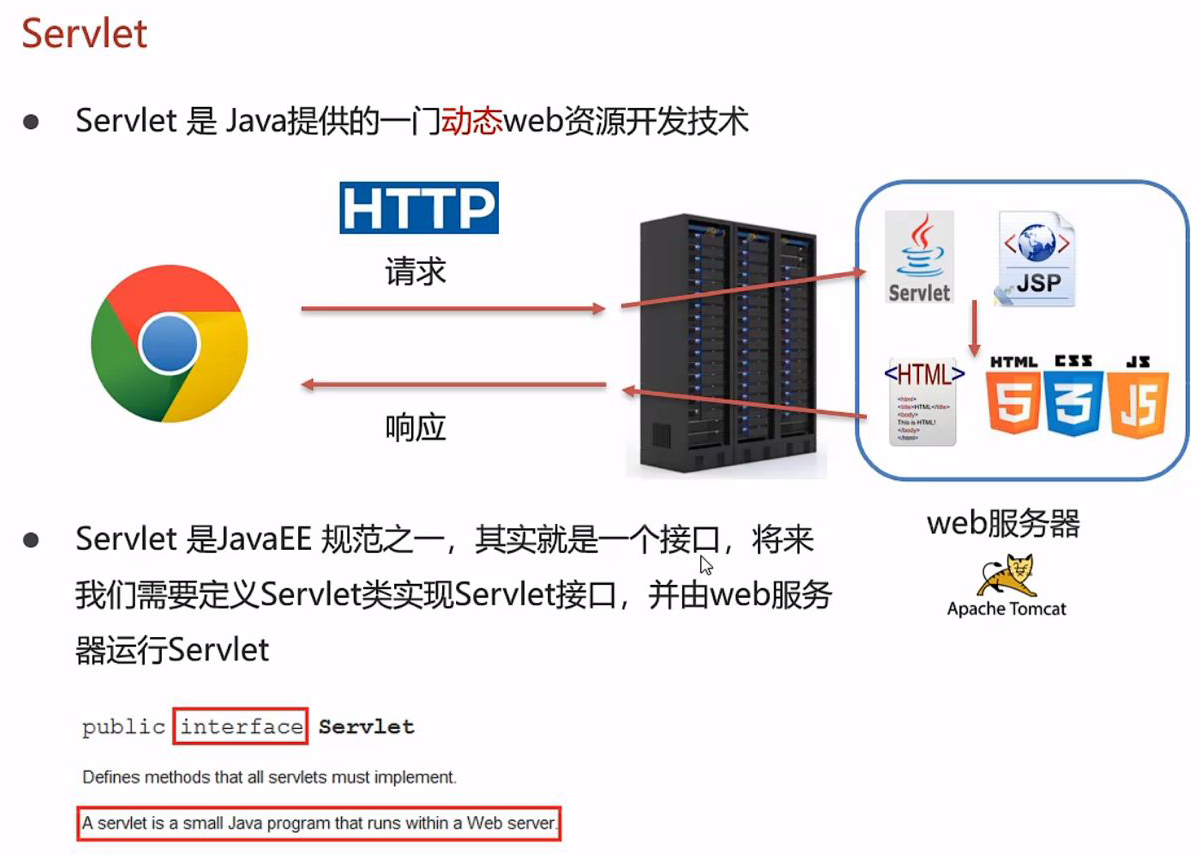 Servlet
● Servlet 是 Java提供的一门动态web资源开发技术
HTTP
请求
响应
Servlet
JSP
<HTML>
<html>
<title>HTML</title>
<body>
This is HTML!
</body>
</html>
HTML
5
CSS
3
JS
JS
web服务器
Apache Tomcat
● Servlet 是JavaEE 规范之一，其实就是一个接口，将来
我们需要定义Servlet类实现Servlet接口，并由web服务
器运行Servlet
public interface Servlet
Defines methods that all servlets must implement.
A servlet is a small Java program that runs within a Web server.